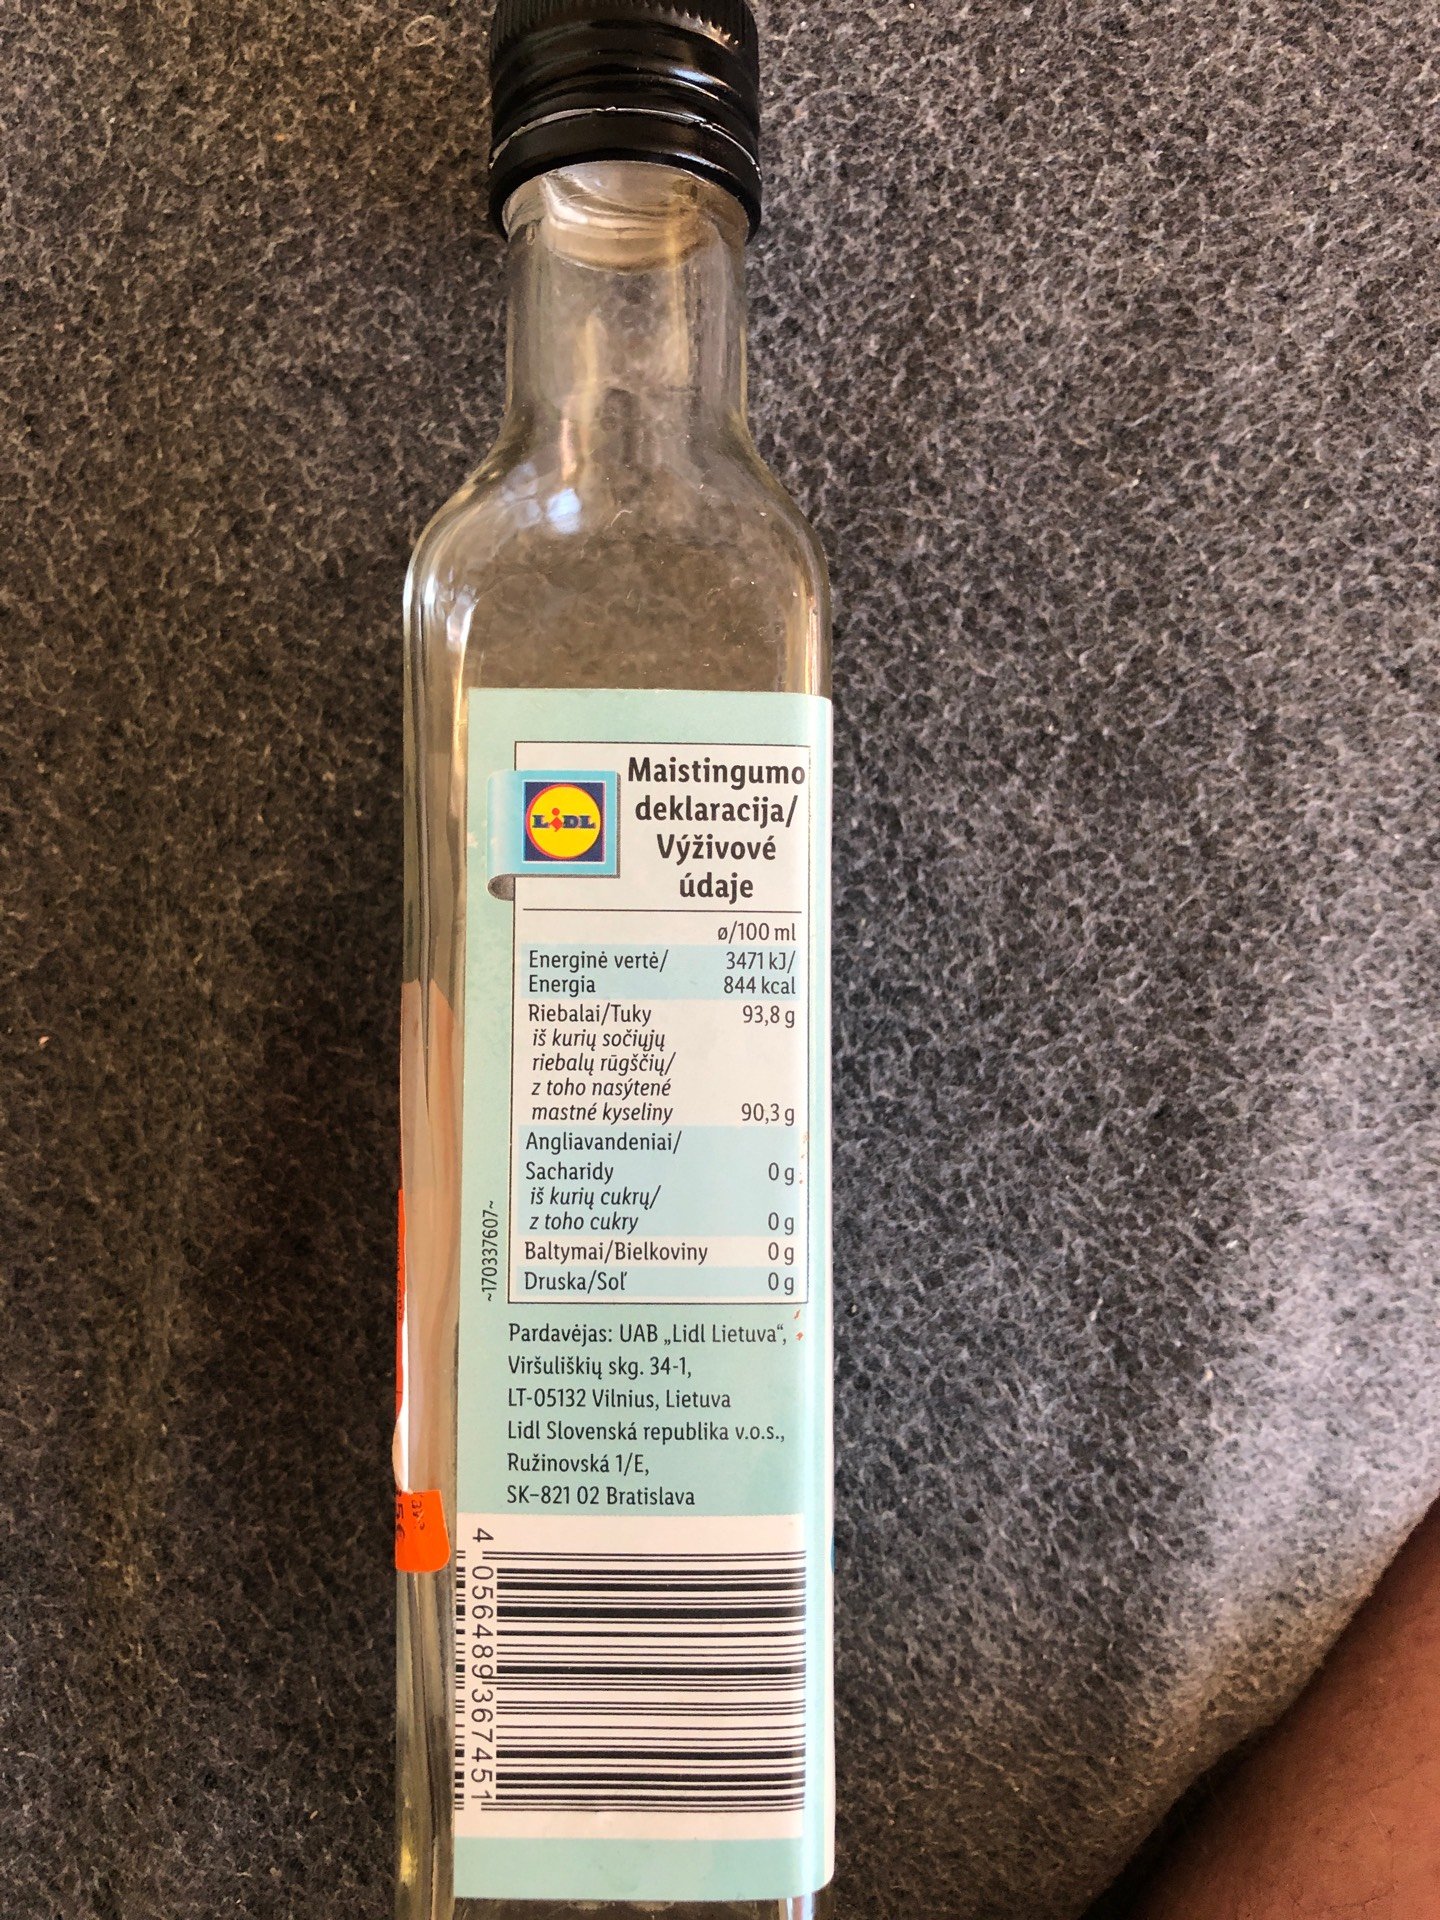 LIDL
Maistingumo
deklaracija/
Výživové
údaje
ø/100 ml
Energinė vertė/ 3471 kJ/
Energia 844 kcal
Riebalai/Tuky 93,8 g
iš kurių sočiųjų
riebalų rūgščių/
z toho nasýtené
mastné kyseliny 90,3 g
Angliavandeniai/
Sacharidy 0 g
iš kurių cukrų/
z toho cukry 0 g
Baltymai/Bielkoviny 0 g
Druska/Soľ 0 g
~170337607~
Pardavėjas: UAB „Lidl Lietuva“,
Viršuliškių skg. 34-1,
LT-05132 Vilnius, Lietuva
Lidl Slovenská republika v.o.s.,
Ružinovská 1/E,
SK-821 02 Bratislava
4 056489 367451